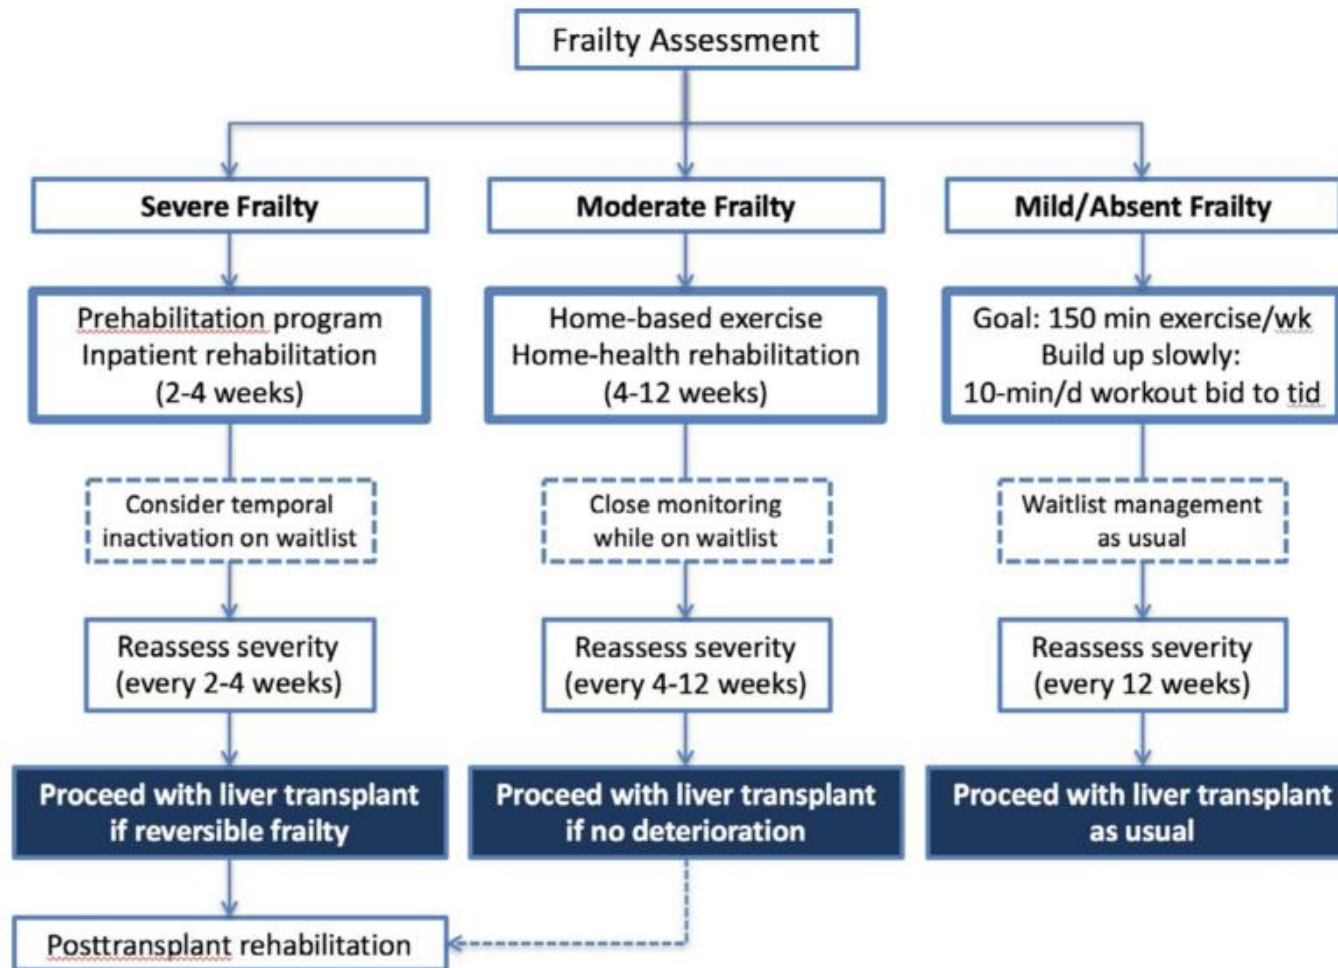 Frailty Assessment
Severe Frailty
Moderate Frailty
Mild/Absent Frailty
Prehabilitation program
Inpatient rehabilitation
(2-4 weeks)
Home-based exercise
Home-health rehabilitation
(4-12 weeks)
Goal: 150 min exercise/wk
Build up slowly:
10-min/d workout bid to tid
Consider temporal
inactivation on waitlist
Close monitoring
while on waitlist
Waitlist management
as usual
Reassess severity
(every 2-4 weeks)
Reassess severity
(every 4-12 weeks)
Reassess severity
(every 12 weeks)
Proceed with liver transplant
if reversible frailty
Proceed with liver transplant
if no deterioration
Proceed with liver transplant
as usual
Posttransplant rehabilitation